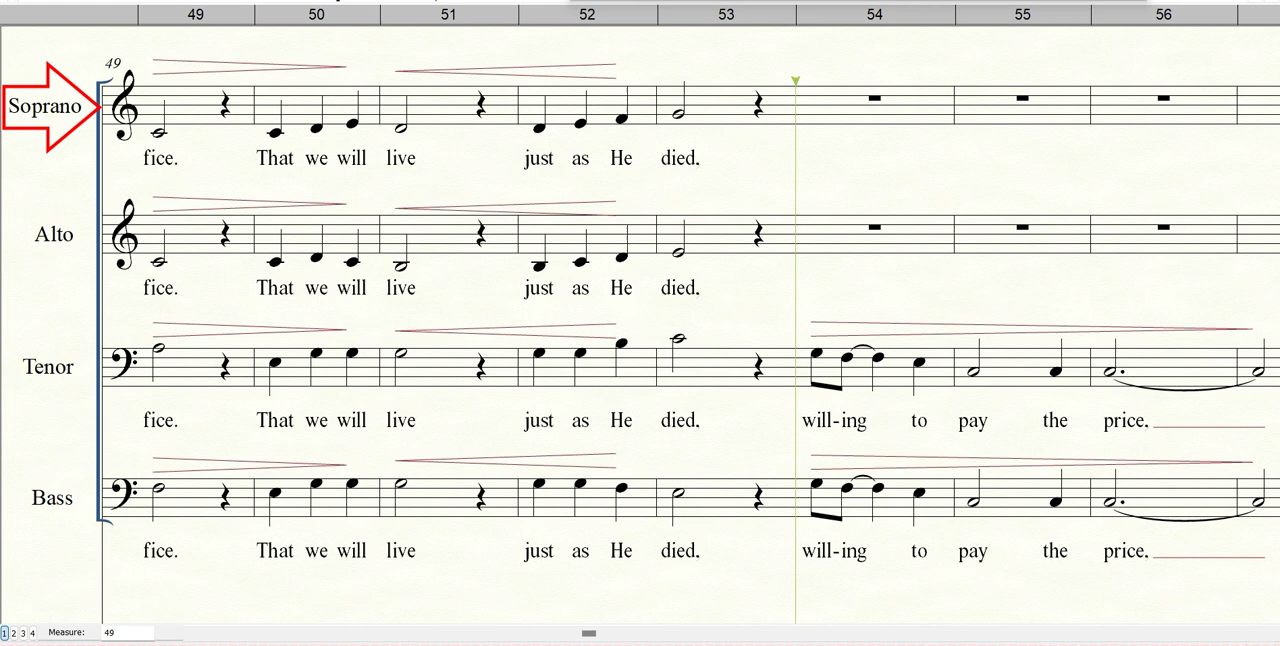 49 50 51 52 53 54 55 56
49
Soprano
fice. That we will live just as He died.
Alto
fice. That we will live just as He died.
Tenor
fice. That we will live just as He died. will-ing to pay the price.
Bass
fice. That we will live just as He died. will-ing to pay the price.
1 2 3 4 Measure: 49